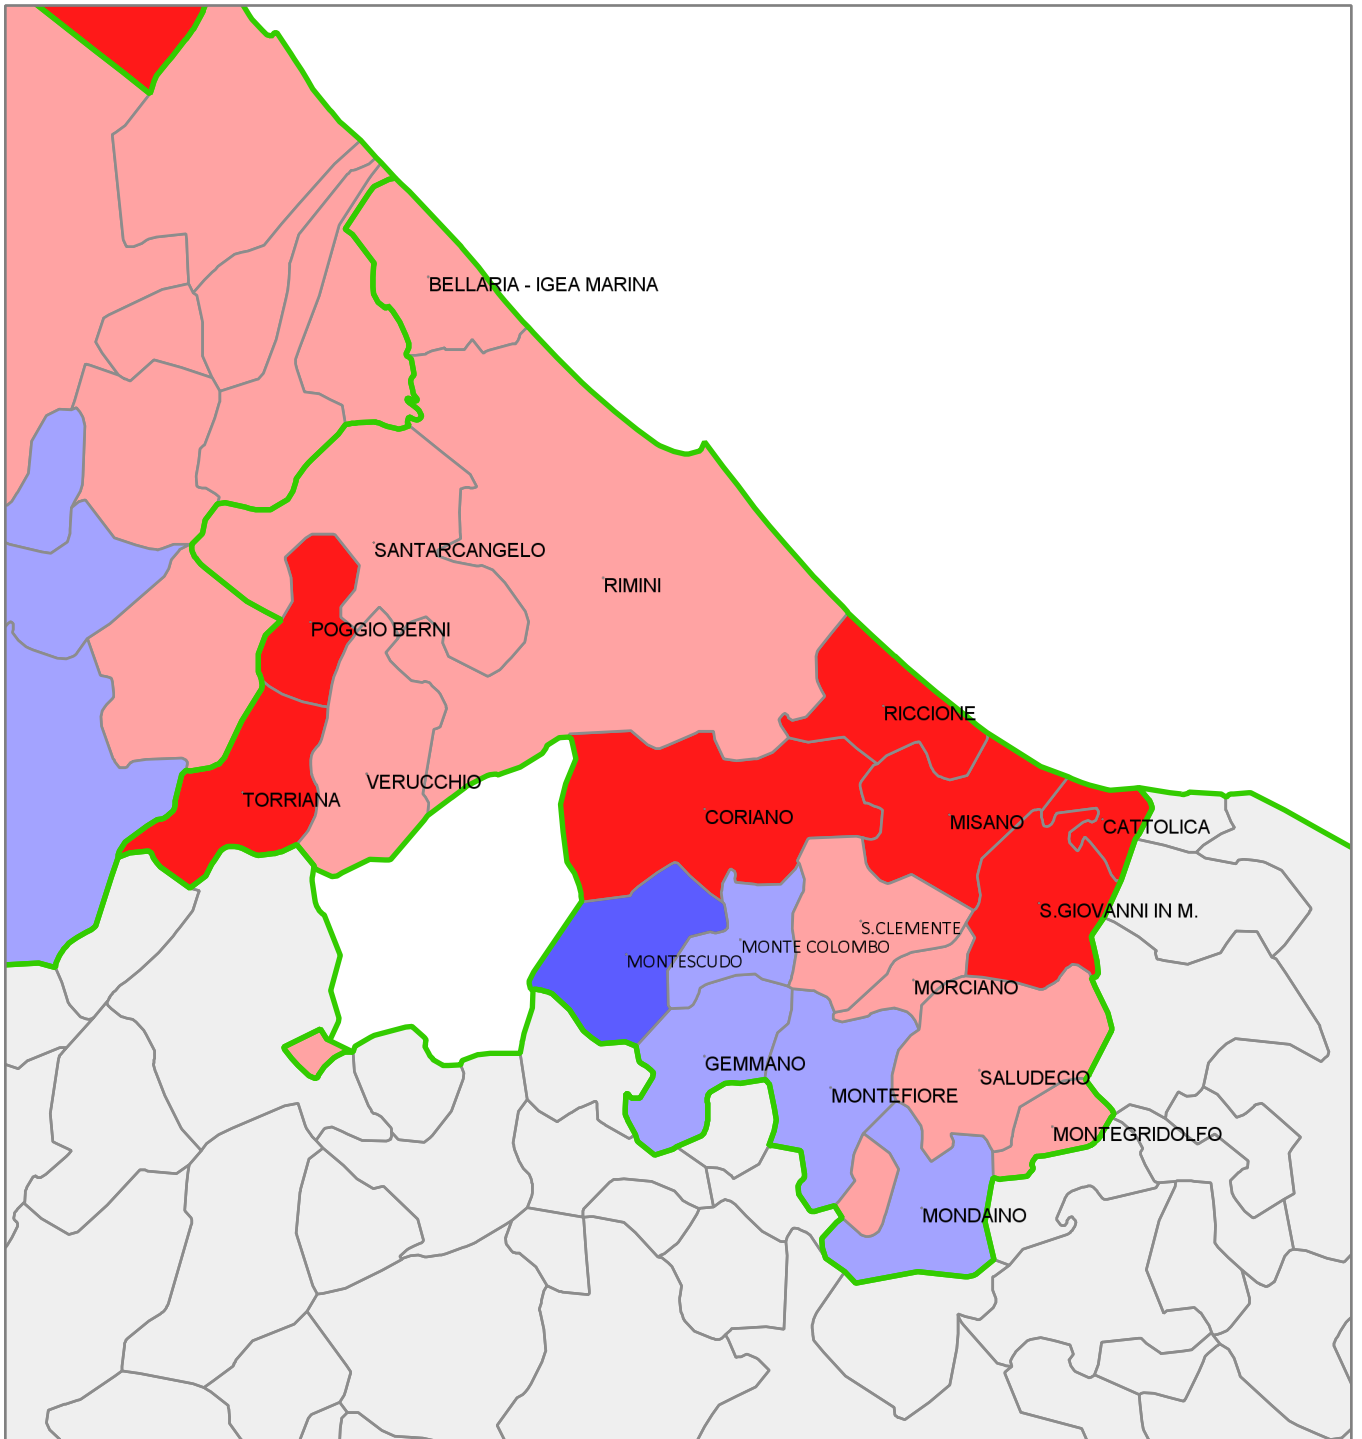 BELLARIA - IGEA MARINA
SANTARCANGELO
RIMINI
POGGIO BERNI
RICCIONE
VERUCCHIO
TORRIANA
CORIANO
MISANO
CATTOLICA
S.GIOVANNI IN M.
S.CLEMENTE
MONTE COLOMBO
MONTESCUDO
MORCIANO
GEMMANO
SALUDECIO
MONTEFIORE
MONTEGRIDOLFO
MONDAINO